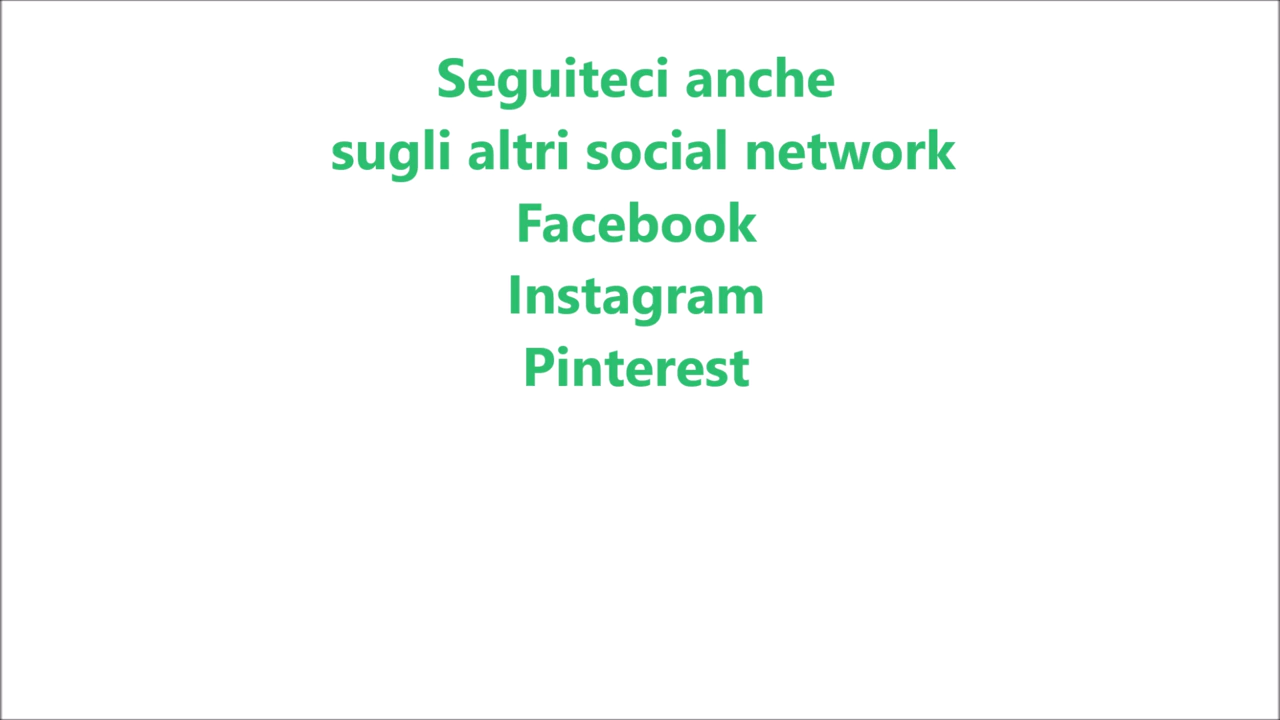 Seguiteci anche
sugli altri social network
Facebook
Instagram
Pinterest